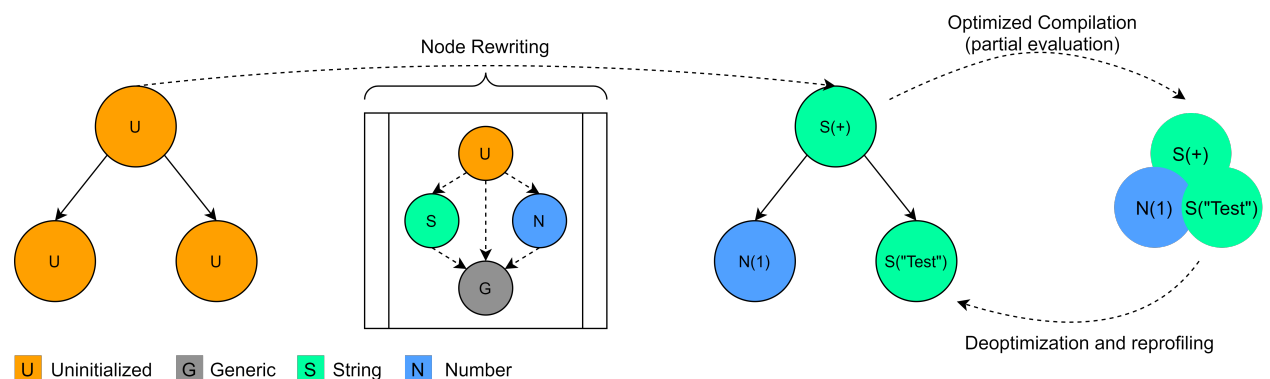 Optimized Compilation
(partial evaluation)
Node Rewriting
U
U
S(+)
S(+)
S
N
N(1)
S("Test")
U
U
N(1)
S("Test")
G
Deoptimization and reprofiling
U Uninitialized G Generic S String N Number